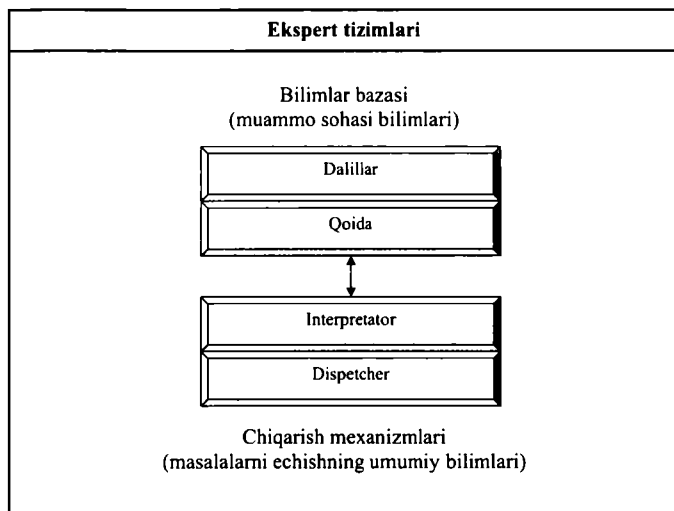 Ekspert tizimlari
Bilimlar bazasi
(muammo sohasi bilimlari)
Dalillar
Qoida
Interpretator
Dispetcher
Chiqarish mexanizmlari
(masalalarni echishning umumiy bilimlari)